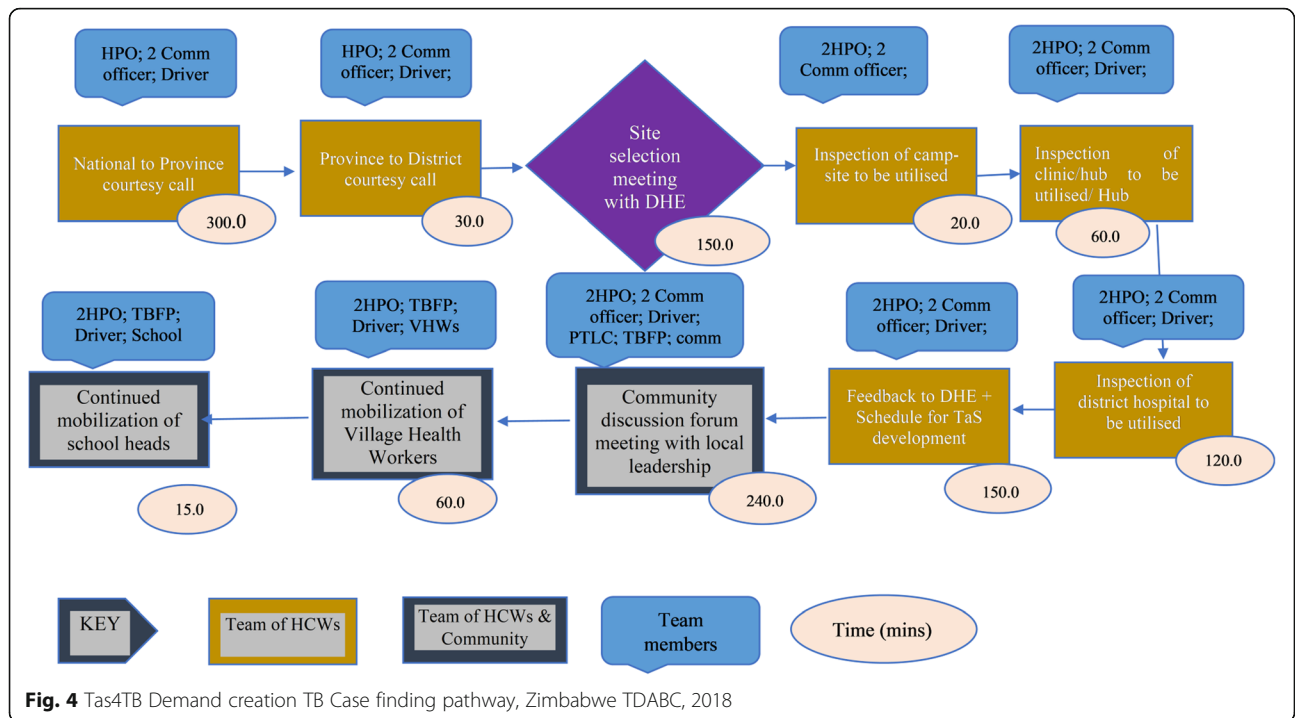 HPO; 2 Comm
officer; Driver
HPO; 2 Comm
officer; Driver;
2HPO; 2
Comm officer;
2HPO; 2 Comm
officer; Driver;
National to Province
courtesy call
300.0
Province to District
courtesy call
30.0
Site
selection
meeting
with DHE
150.0
Inspection of camp-
site to be utilised
20.0
Inspection of
clinic/hub to be
utilised/ Hub
60.0
2HPO; TBFP;
Driver; School
2HPO; TBFP;
Driver; VHWs
2HPO; 2 Comm
officer; Driver;
PTLC; TBFP; comm
2HPO; 2 Comm
officer; Driver;
2HPO; 2 Comm
officer; Driver;
Continued
mobilization of
school heads
15.0
Continued
mobilization of
Village Health
Workers
60.0
Community
discussion forum
meeting with local
leadership
240.0
Feedback to DHE +
Schedule for TaS
development
150.0
Inspection of
district hospital to
be utilised
120.0
KEY
Team of HCWs
Team of HCWs &
Community
Team
members
Time (mins)
Fig. 4 Tas4TB Demand creation TB Case finding pathway, Zimbabwe TDABC, 2018